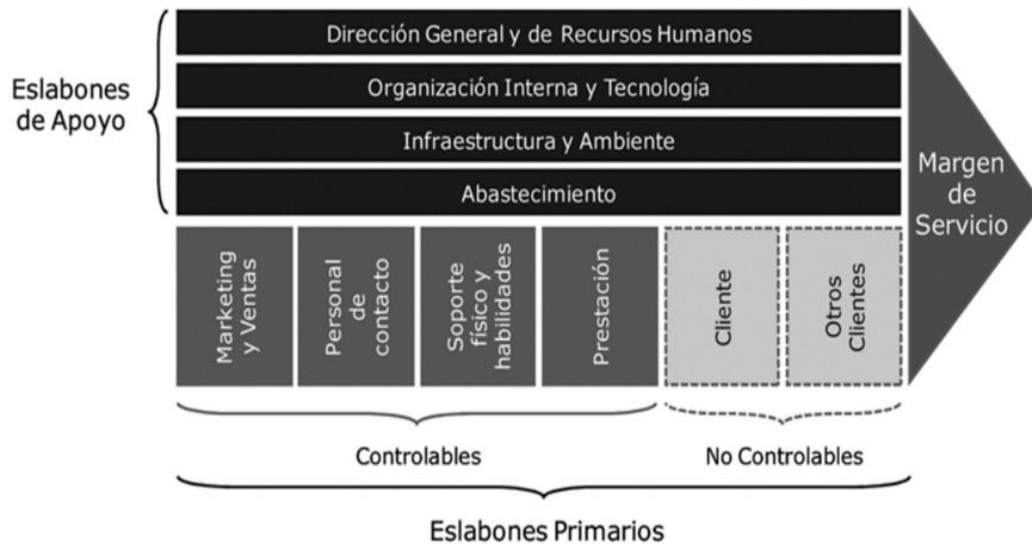 Eslabones
de Apoyo
Dirección General y de Recursos Humanos
Organización Interna y Tecnología
Infraestructura y Ambiente
Abastecimiento
Marketing
y Ventas
Personal
de
contacto
Soporte
físico y
habilidades
Prestación
Cliente
Otros
Clientes
Margen
de
Servicio
Controlables
No Controlables
Eslabones Primarios